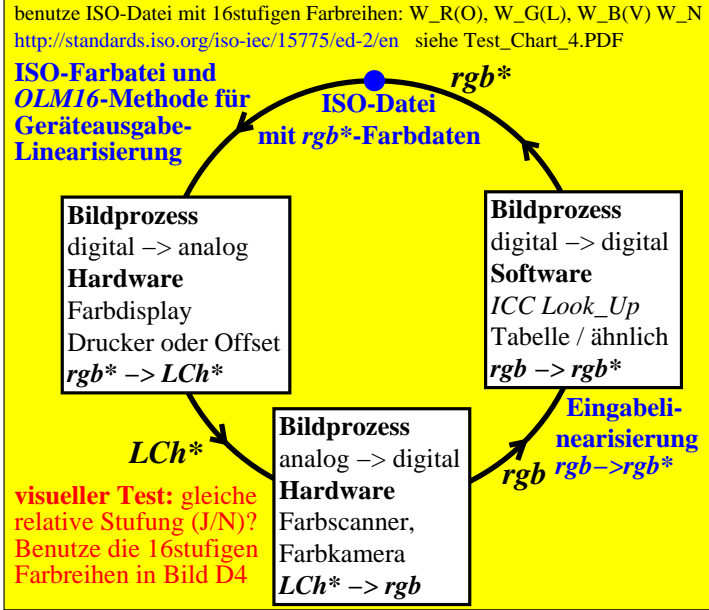 benutze ISO-Datei mit 16stufigen Farbreihen: W_R(O), W_G(L), W_B(V) W_N
http://standards.iso.org/iso-iec/15775/ed-2/en siehe Test_Chart_4.PDF
ISO-Farbatei und
OLM16-Methode für
Geräteausgabe-
Linearisierung
rgb*
ISO-Datei
mit rgb*-Farbdaten
Bildprozess
digital −> analog
Hardware
Farbdisplay
Drucker oder Offset
rgb* −> LCh*
Bildprozess
digital −> digital
Software
ICC Look_Up
Tabelle / ähnlich
rgb −> rgb*
LCh*
Bildprozess
analog −> digital
Hardware
Farbscanner,
Farbkamera
LCh* −> rgb
rgb
Eingabeli-
nearisierung
rgb−>rgb*
visueller Test: gleiche
relative Stufung (J/N)?
Benutze die 16stufigen
Farbreihen in Bild D4